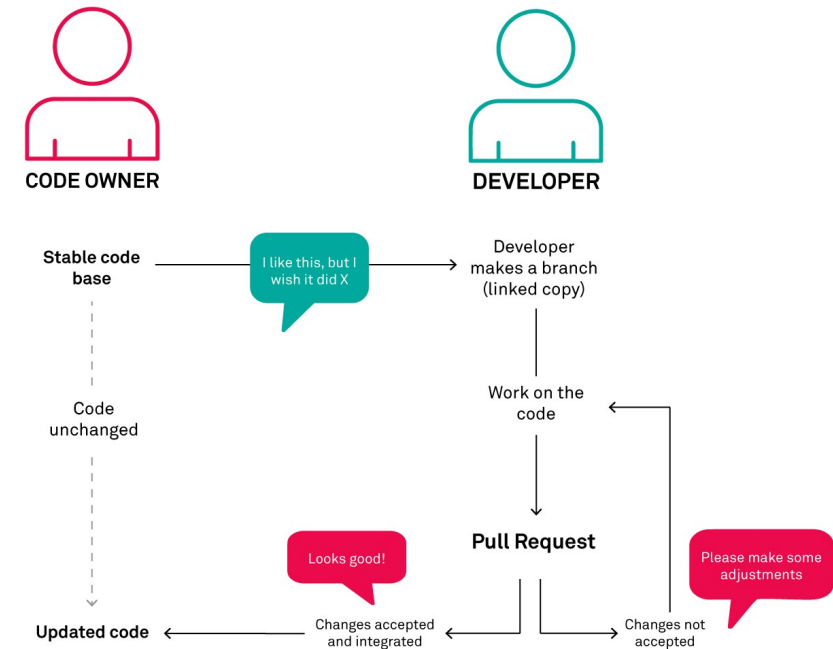 CODE OWNER
DEVELOPER
Stable code
base
I like this, but I
wish it did X
Developer
makes a branch
(linked copy)
Code
unchanged
Work on the
code
Pull Request
Looks good!
Please make some
adjustments
Updated code
Changes accepted
and integrated
Changes not
accepted